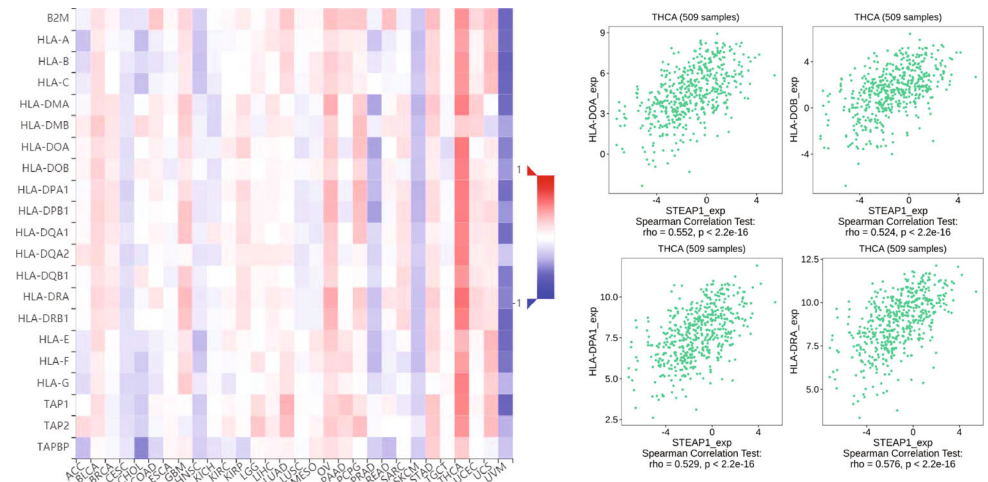 B2M
HLA-A
HLA-B
HLA-C
HLA-DMA
HLA-DMB
HLA-DOA
HLA-DOB
HLA-DPA1
HLA-DPB1
HLA-DQA1
HLA-DQA2
HLA-DQB1
HLA-DRA
HLA-DRB1
HLA-E
HLA-F
HLA-G
TAP1
TAP2
TAPBP
ACC
BLCA
BRCA
CESC
CHOL
COAD
ESCA
GBM
HNSC
KICH
KIRC
KIRP
LGG
LIHC
LUAD
LUSC
MESO
OV
PAAD
PCPG
PRAD
READ
SARC
SKCM
STAD
TGCT
THCA
UCEC
UCS
UVM
1
-1
THCA (509 samples)
HLA-DOA_exp
9
6
3
0
-4 0 4
STEAP1_exp
Spearman Correlation Test:
rho = 0.552, p < 2.2e-16
THCA (509 samples)
HLA-DOB_exp
4
0
-4
-4 0 4
STEAP1_exp
Spearman Correlation Test:
rho = 0.524, p < 2.2e-16
THCA (509 samples)
HLA-DPA1_exp
10.0
7.5
5.0
2.5
-4 0 4
STEAP1_exp
Spearman Correlation Test:
rho = 0.529, p < 2.2e-16
THCA (509 samples)
HLA-DRA_exp
12.5
10.0
7.5
5.0
-4 0 4
STEAP1_exp
Spearman Correlation Test:
rho = 0.576, p < 2.2e-16